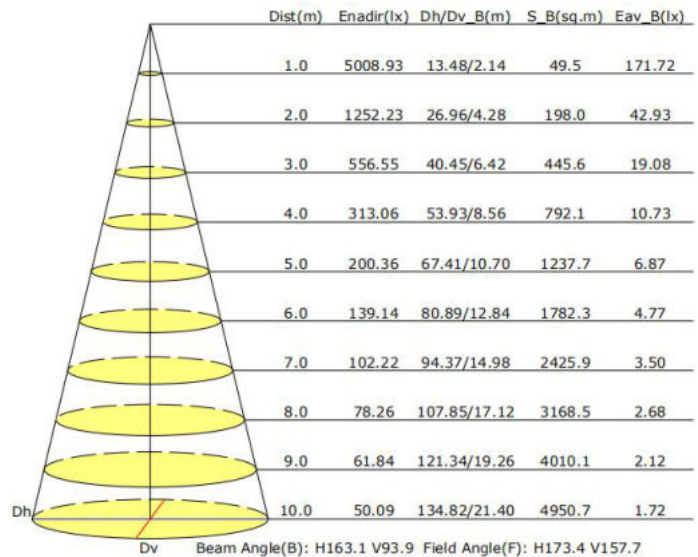 Dist(m) Enadir(lx) Dh/Dv_B(m) S_B(sq.m) Eav_B(lx)
1.0 5008.93 13.48/2.14 49.5 171.72
2.0 1252.23 26.96/4.28 198.0 42.93
3.0 556.55 40.45/6.42 445.6 19.08
4.0 313.06 53.93/8.56 792.1 10.73
5.0 200.36 67.41/10.70 1237.7 6.87
6.0 139.14 80.89/12.84 1782.3 4.77
7.0 102.22 94.37/14.98 2425.9 3.50
8.0 78.26 107.85/17.12 3168.5 2.68
9.0 61.84 121.34/19.26 4010.1 2.12
Dh 10.0 50.09 134.82/21.40 4950.7 1.72
Dv Beam Angle(B): H163.1 V93.9 Field Angle(F): H173.4 V157.7